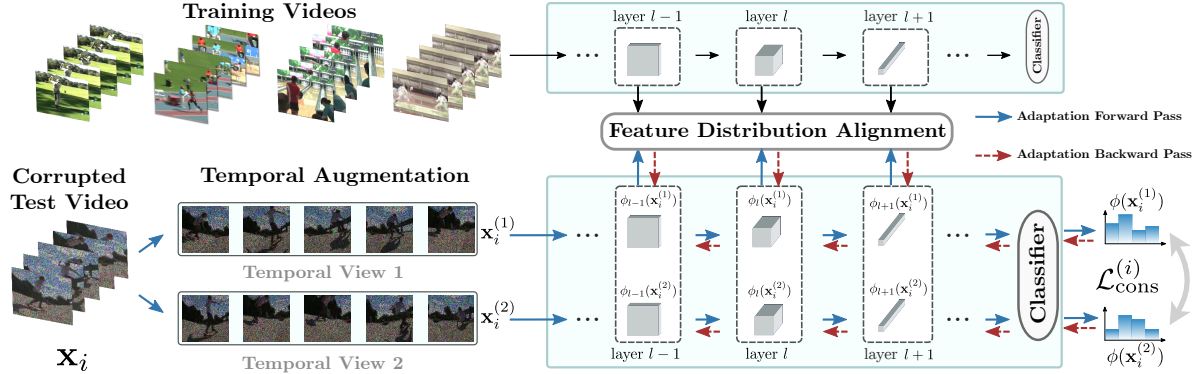 Training Videos
layer l − 1
layer l
layer l + 1
...
...
Classifier
Feature Distribution Alignment
Adaptation Forward Pass
Adaptation Backward Pass
Corrupted
Test Video
x_i
Temporal Augmentation
Temporal View 1
x_i^{(1)}
Temporal View 2
x_i^{(2)}
...
ϕ_{l−1}(x_i^{(1)})
ϕ_l(x_i^{(1)})
ϕ_{l+1}(x_i^{(1)})
...
...
ϕ_{l−1}(x_i^{(2)})
ϕ_l(x_i^{(2)})
ϕ_{l+1}(x_i^{(2)})
...
layer l − 1
layer l
layer l + 1
Classifier
ϕ(x_i^{(1)})
L_{cons}^{(i)}
ϕ(x_i^{(2)})